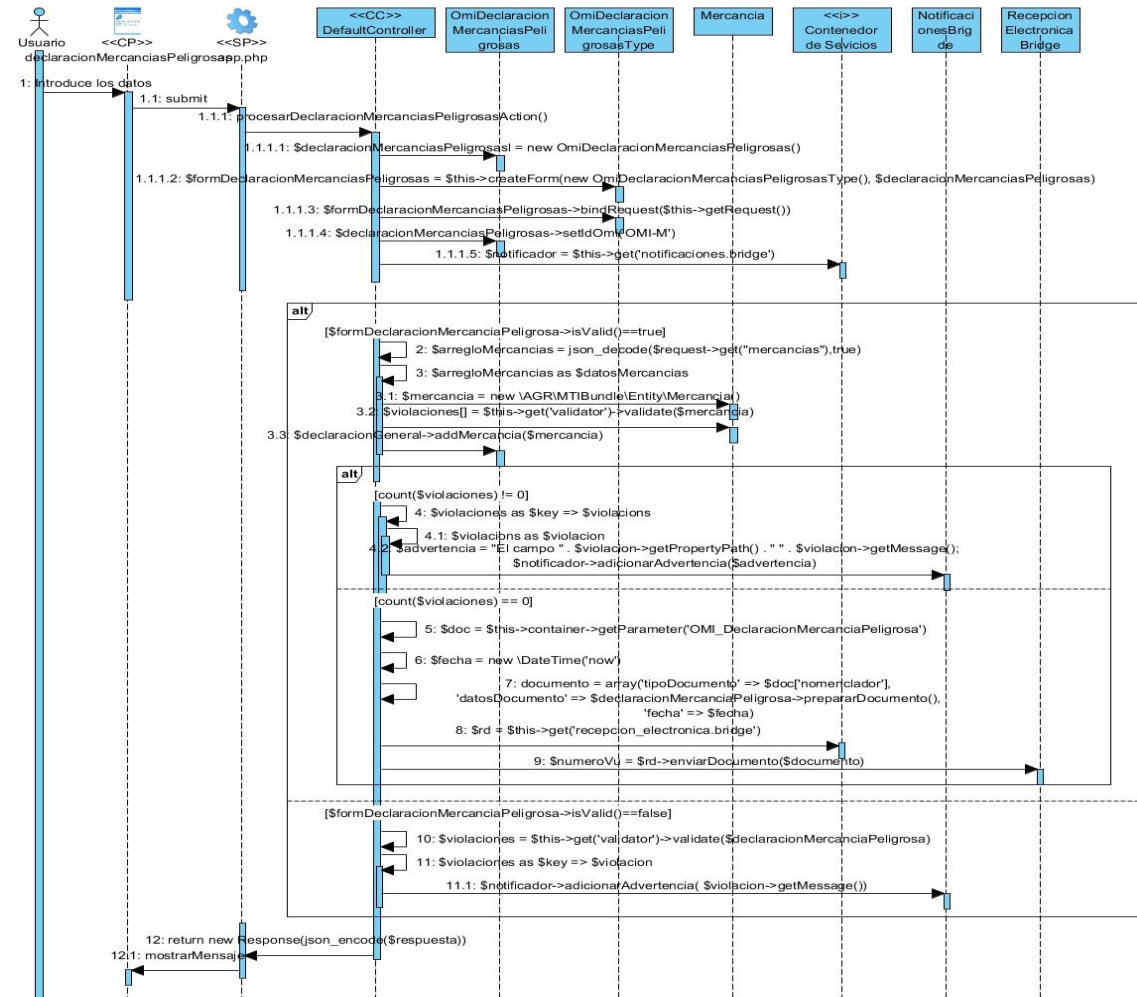 Usuario
<<CP>>
declaracionMercanciasPeligrosas
<<SP>>
app.php
<<CC>>
DefaultController
OmiDeclaracion
MercanciasPeli
grosas
OmiDeclaracion
MercanciasPeli
grosasType
Mercancia
<<i>>
Contenedor
de Sevicios
Notificaci
onesBrig
de
Recepcion
Electronica
Bridge
1: Introduce los datos
1.1: submit
1.1.1: procesarDeclaracionMercanciasPeligrosasAction()
1.1.1.1: $declaracionMercanciasPeligrosasl = new OmiDeclaracionMercanciasPeligrosas()
1.1.1.2: $formDeclaracionMercanciasPeligrosas = $this->createForm(new OmiDeclaracionMercanciasPeligrosasType(), $declaracionMercanciasPeligrosas)
1.1.1.3: $formDeclaracionMercanciasPeligrosas->bindRequest($this->getRequest())
1.1.1.4: $declaracionMercanciasPeligrosas->setIdOmi('OMI-M')
1.1.1.5: $notificador = $this->get('notificaciones.bridge')
alt
[$formDeclaracionMercanciaPeligrosa->isValid()==true]
2: $arregloMercancias = json_decode($request->get("mercancias"),true)
3: $arregloMercancias as $datosMercancias
3.1: $mercancia = new \AGR\MTIBundle\Entity\Mercancia()
3.2: $violaciones[] = $this->get('validator')->validate($mercancia)
3.3: $declaracionGeneral->addMercancia($mercancia)
alt
[count($violaciones) != 0]
4: $violaciones as $key => $violacions
4.1: $violacions as $violacion
4.2: $advertencia = "El campo " . $violacion->getPropertyPath() . " " . $violacion->getMessage();
$notificador->adicionarAdvertencia($advertencia)
[count($violaciones) == 0]
5: $doc = $this->container->getParameter('OMI_DeclaracionMercanciaPeligrosa')
6: $fecha = new \DateTime('now')
7: documento = array('tipoDocumento' => $doc['nomenclador'],
'datosDocumento' => $declaracionMercanciaPeligrosa->prepararDocumento(),
'fecha' => $fecha)
8: $rd = $this->get('recepcion_electronica.bridge')
9: $numeroVu = $rd->enviarDocumento($documento)
[$formDeclaracionMercanciaPeligrosa->isValid()==false]
10: $violaciones = $this->get('validator')->validate($declaracionMercanciaPeligrosa)
11: $violaciones as $key => $violacion
11.1: $notificador->adicionarAdvertencia( $violacion->getMessage())
12: return new Response(json_encode($respuesta))
12.1: mostrarMensaje